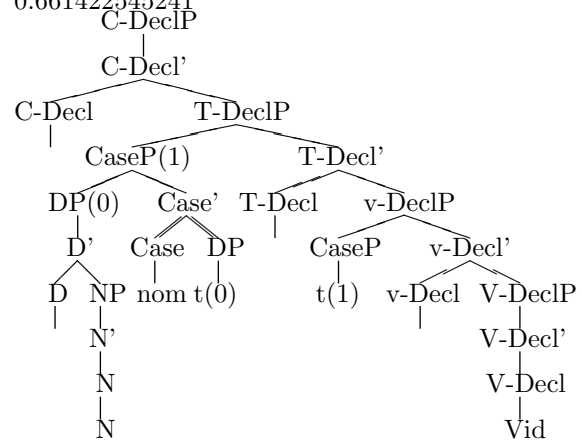 0.661422545241
C-DeclP
C-Decl’
C-Decl T-DeclP
CaseP(1) T-Decl’
DP(0) Case’ T-Decl v-DeclP
D’ Case DP CaseP v-Decl’
D NP nom t(0) t(1) v-Decl V-DeclP
N’ V-Decl’
N V-Decl
N Vid